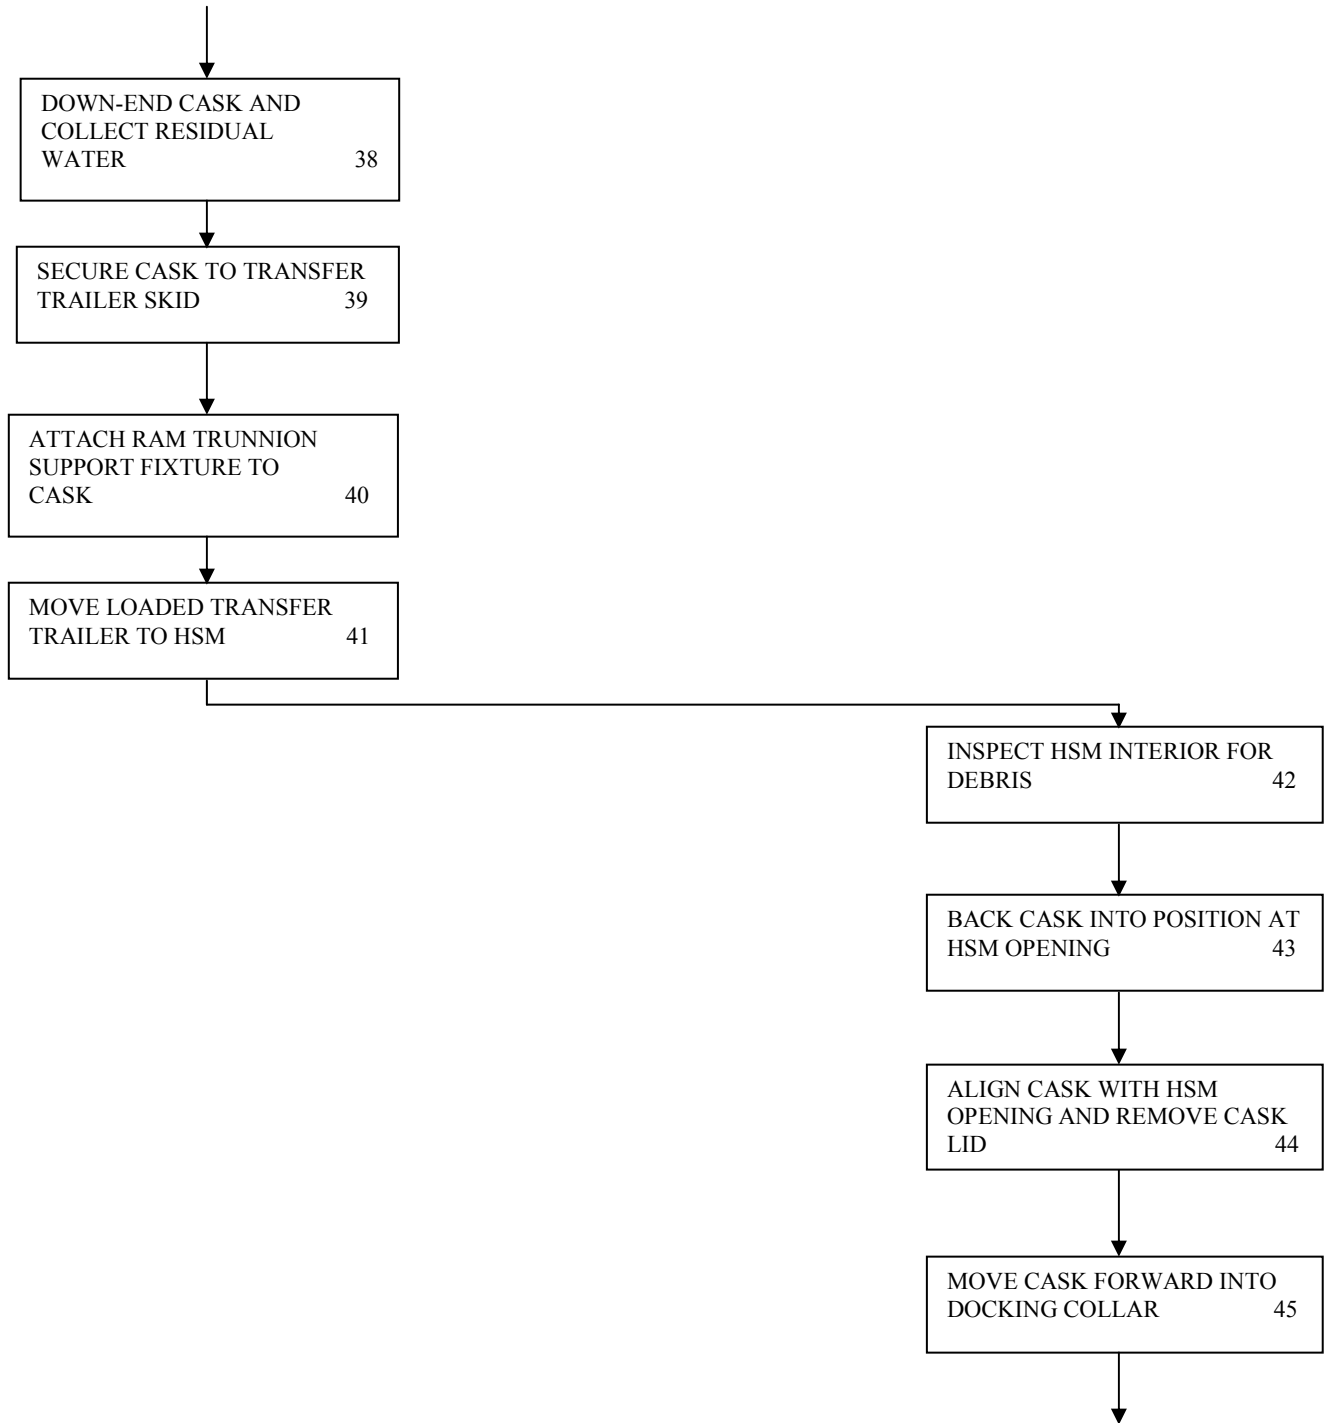 DOWN-END CASK AND
COLLECT RESIDUAL
WATER 38
SECURE CASK TO TRANSFER
TRAILER SKID 39
ATTACH RAM TRUNNION
SUPPORT FIXTURE TO
CASK 40
MOVE LOADED TRANSFER
TRAILER TO HSM 41
INSPECT HSM INTERIOR FOR
DEBRIS 42
BACK CASK INTO POSITION AT
HSM OPENING 43
ALIGN CASK WITH HSM
OPENING AND REMOVE CASK
LID 44
MOVE CASK FORWARD INTO
DOCKING COLLAR 45